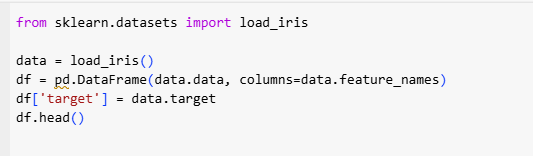 from sklearn.datasets import load_iris
data = load_iris()
df = pd.DataFrame(data.data, columns=data.feature_names)
df['target'] = data.target
df.head()